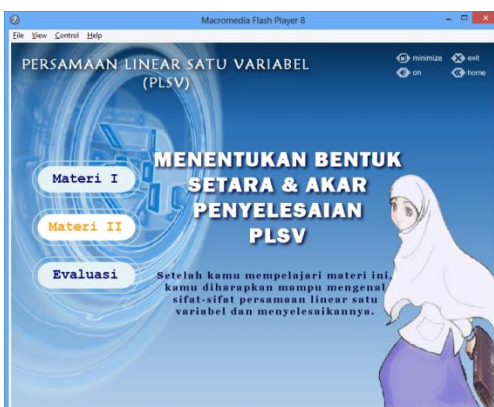 Macromedia Flash Player 8
File View Control Help
PERSAMAAN LINEAR SATU VARIABEL
(PLSV)
minimize exit
on home
Materi I
Materi II
Evaluasi
MENENTUKAN BENTUK
SETARA & AKAR
PENYELESAIAN
PLSV
Setelah kamu mempelajari materi ini,
kamu diharapkan mampu mengenal
sifat-sifat persamaan linear satu
variabel dan menyelesaikannya.